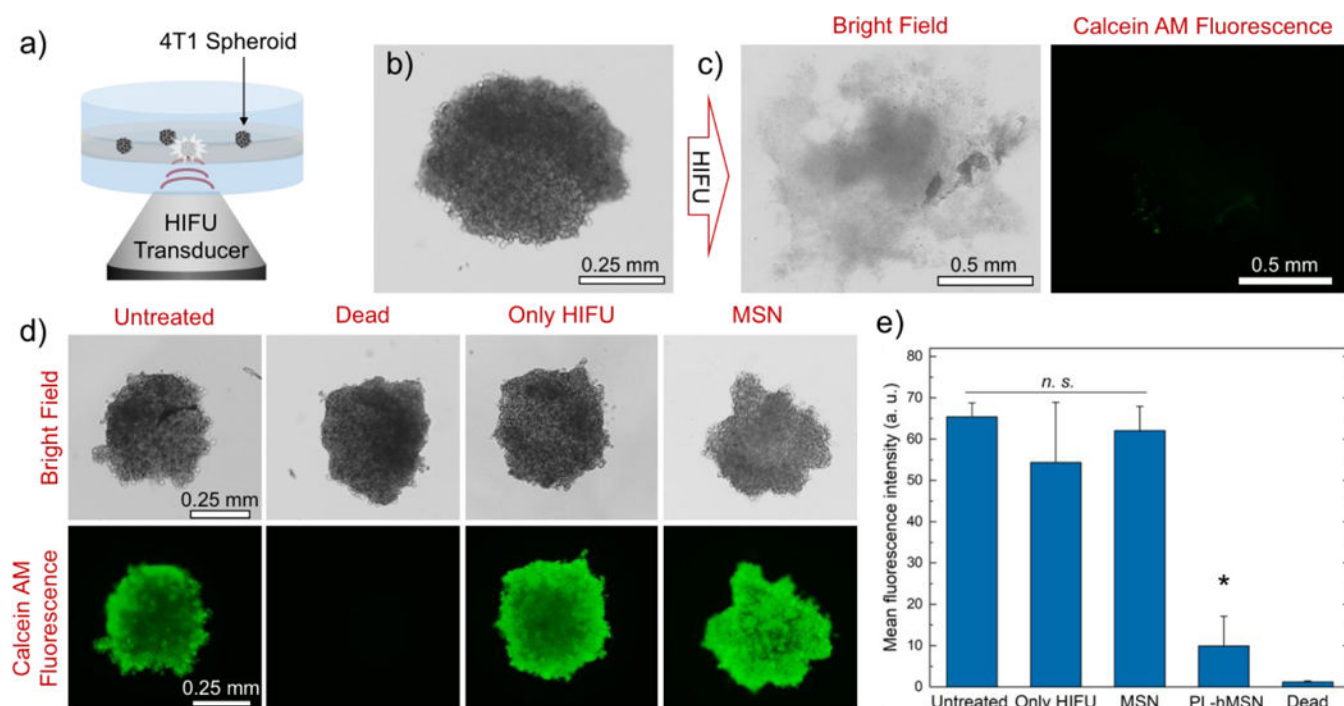 a)
4T1 Spheroid
HIFU
Transducer
b)
0.25 mm
HIFU
c)
Bright Field
Calcein AM Fluorescence
0.5 mm
0.5 mm
d)
Untreated
Dead
Only HIFU
MSN
Bright Field
0.25 mm
Calcein AM
Fluorescence
0.25 mm
e)
Mean fluorescence intensity (a. u.)
80
70
60
50
40
30
20
10
0
n. s.
*
Untreated Only HIFU MSN PL-hMSN Dead